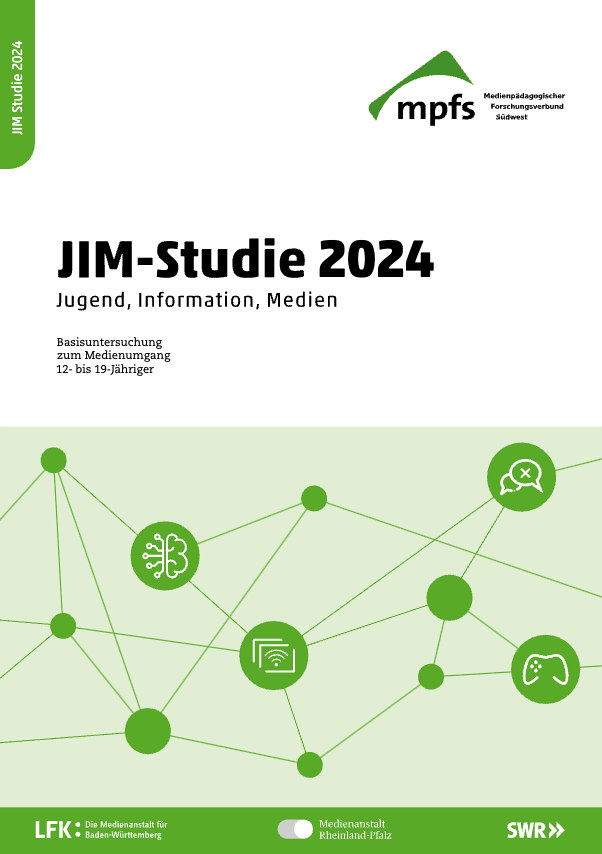 JIM Studie 2024
mpfs
Medienpädagogischer
Forschungsverbund
Südwest
JIM-Studie 2024
Jugend, Information, Medien
Basisuntersuchung
zum Medienumgang
12- bis 19-Jähriger
LFK
Die Medienanstalt für
Baden-Württemberg
Medienanstalt
Rheinland-Pfalz
SWR